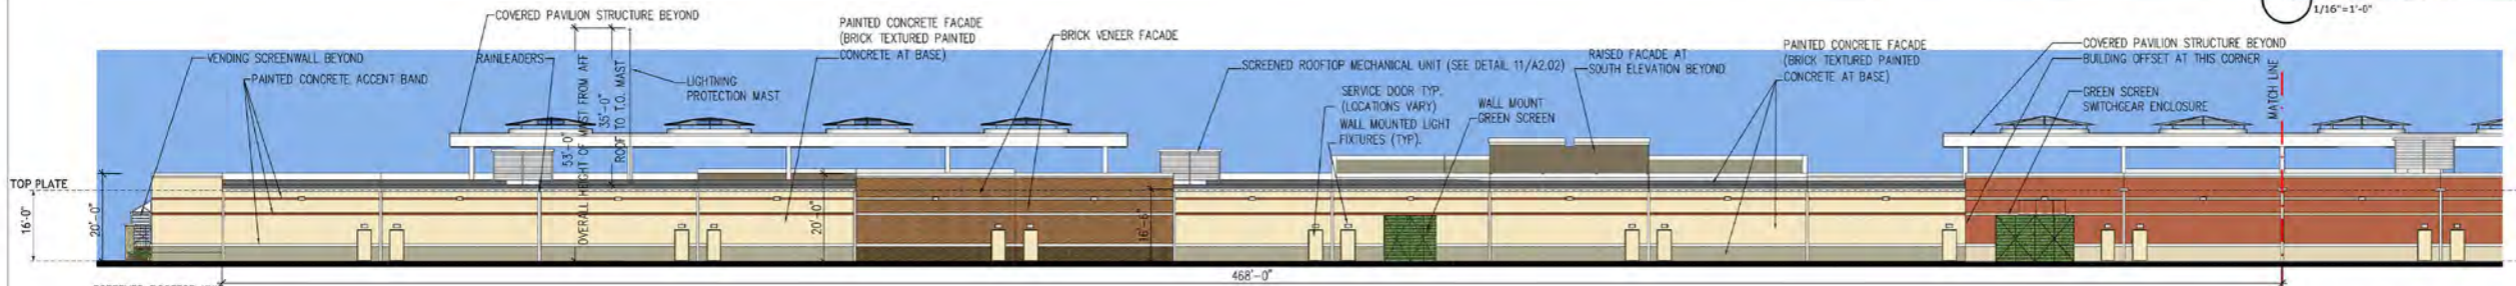 1/16"=1'-0"
COVERED PAVILION STRUCTURE BEYOND
VENDING SCREENWALL BEYOND
PAINTED CONCRETE ACCENT BAND
RAINLEADERS
53'-0"
OVERALL HEIGHT OF MAST FROM AFF
35'-0"
ROOF TO T.O. MAST
LIGHTNING
PROTECTION MAST
PAINTED CONCRETE FACADE
(BRICK TEXTURED PAINTED
CONCRETE AT BASE)
BRICK VENEER FACADE
SCREENED ROOFTOP MECHANICAL UNIT (SEE DETAIL 11/A2.02)
SERVICE DOOR TYP.
(LOCATIONS VARY)
WALL MOUNTED LIGHT
FIXTURES (TYP).
WALL MOUNT
GREEN SCREEN
RAISED FACADE AT
SOUTH ELEVATION BEYOND
PAINTED CONCRETE FACADE
(BRICK TEXTURED PAINTED
CONCRETE AT BASE)
COVERED PAVILION STRUCTURE BEYOND
BUILDING OFFSET AT THIS CORNER
GREEN SCREEN
SWITCHGEAR ENCLOSURE
MATCH LINE
TOP PLATE
16'-0"
20'-0"
20'-0"
16'-6"
468'-0"